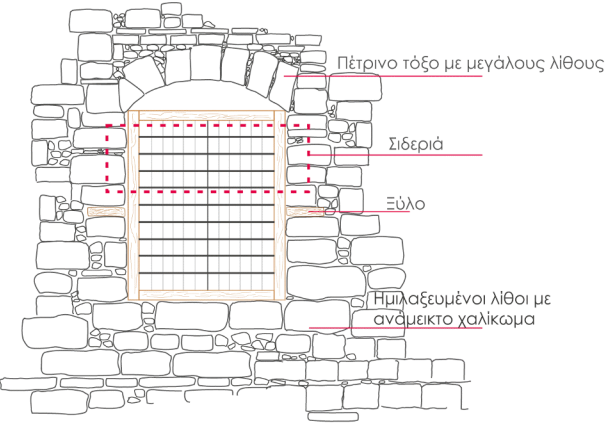 Πέτρινο τόξο με μεγάλους λίθους
Σιδεριά
Ξύλο
Ημιλαξευμένοι λίθοι με
ανάμεικτο χαλίκωμα